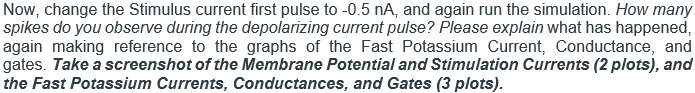 Now, change the Stimulus current first pulse to -0.5 nA, and again run the simulation. How many
spikes do you observe during the depolarizing current pulse? Please explain what has happened,
again making reference to the graphs of the Fast Potassium Current, Conductance, and
gates. Take a screenshot of the Membrane Potential and Stimulation Currents (2 plots), and
the Fast Potassium Currents, Conductances, and Gates (3 plots).